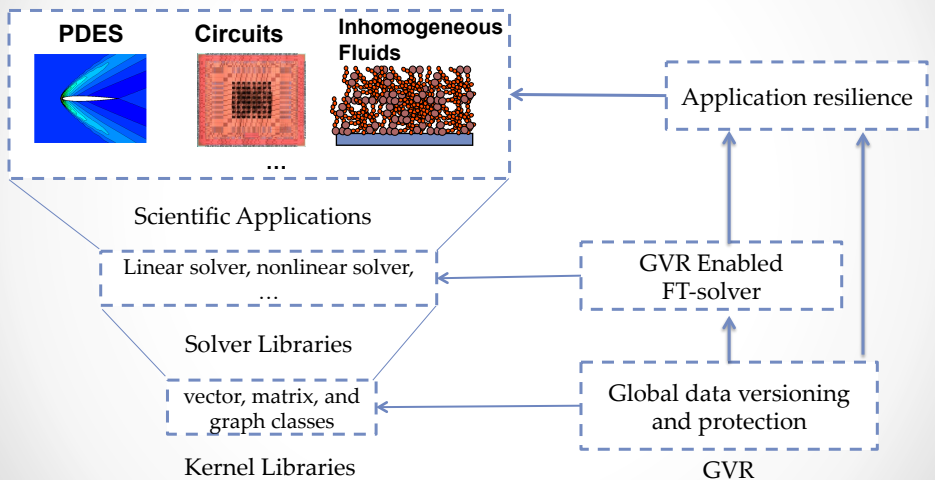 PDES
Circuits
Inhomogeneous
Fluids
...
Scientific Applications
Linear solver, nonlinear solver,
...
Solver Libraries
vector, matrix, and
graph classes
Kernel Libraries
Application resilience
GVR Enabled
FT-solver
Global data versioning
and protection
GVR